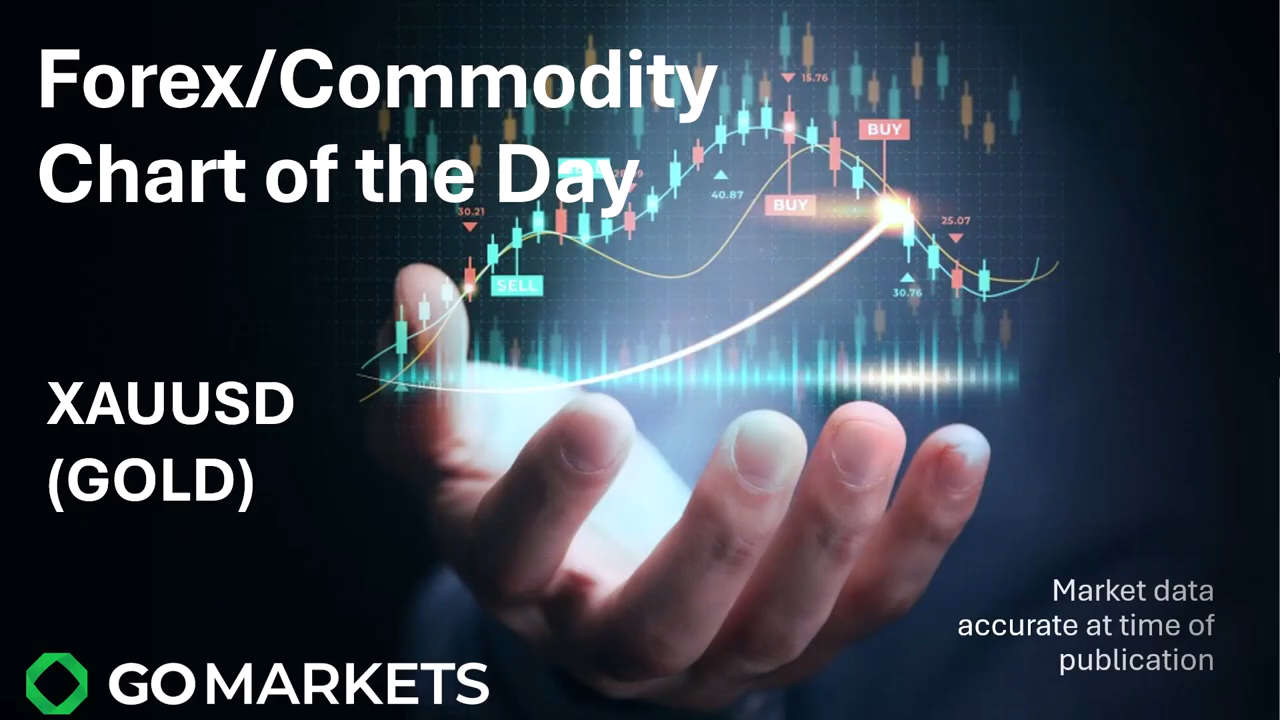 Forex/Commodity
Chart of the Day
15.76
BUY
40.87
BUY
30.21
25.07
SELL
30.76
XAUUSD
(GOLD)
Market data
accurate at time of
publication
GO MARKETS